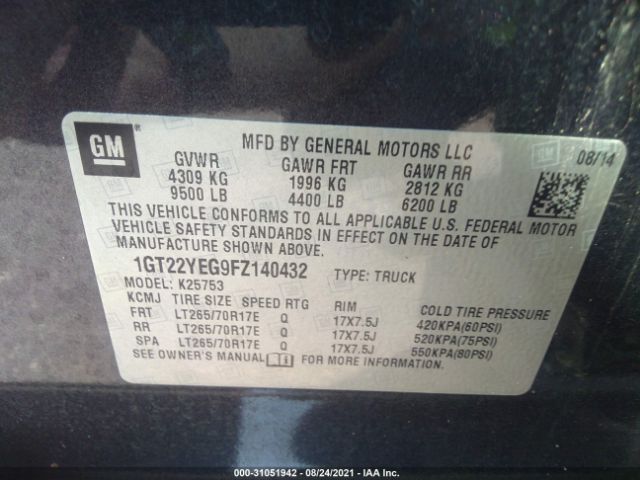 GM
MFD BY GENERAL MOTORS LLC 08/14
GVWR GAWR FRT GAWR RR
4309 KG 1996 KG 2812 KG
9500 LB 4400 LB 6200 LB
THIS VEHICLE CONFORMS TO ALL APPLICABLE U.S. FEDERAL MOTOR
VEHICLE SAFETY STANDARDS IN EFFECT ON THE DATE OF
MANUFACTURE SHOWN ABOVE.
1GT22YEG9FZ140432 TYPE: TRUCK
MODEL: K25753
KCMJ TIRE SIZE SPEED RTG RIM COLD TIRE PRESSURE
FRT LT265/70R17E Q 17X7.5J 420KPA(60PSI)
RR LT265/70R17E Q 17X7.5J 520KPA(75PSI)
SPA LT265/70R17E Q 17X7.5J 550KPA(80PSI)
SEE OWNER'S MANUAL FOR MORE INFORMATION.
000-31051942 - 08/24/2021 - IAA Inc.